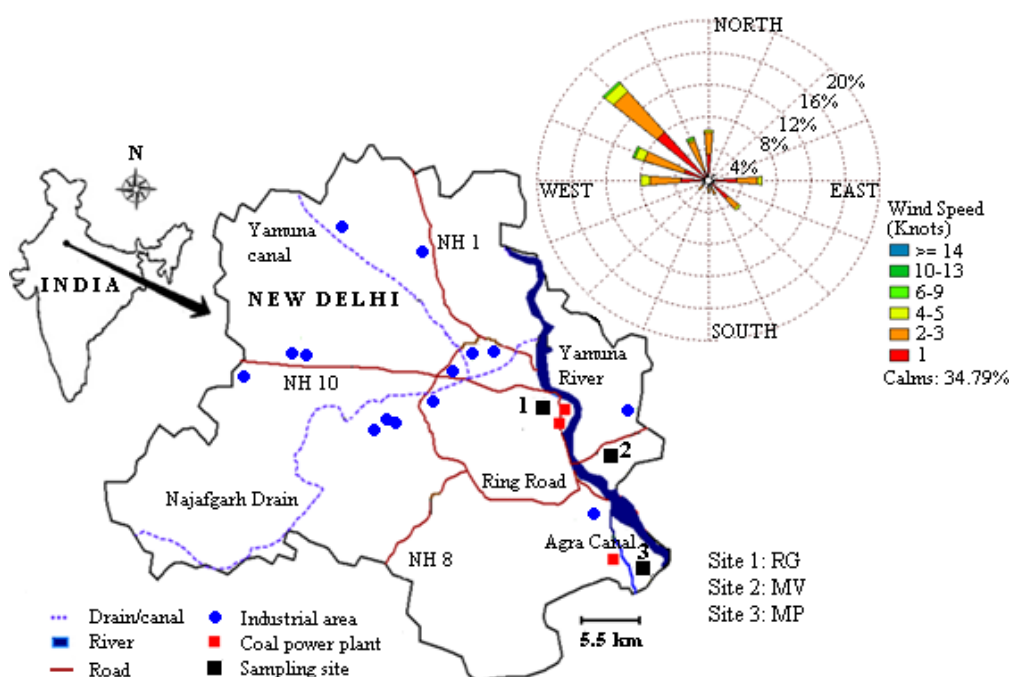 NORTH
20%
16%
12%
8%
4%
WEST
EAST
SOUTH
Wind Speed
(Knots)
>= 14
10-13
6-9
4-5
2-3
1
Calms: 34.79%
N
INDIA
NEW DELHI
Yamuna
canal
NH 1
Yamuna
River
NH 10
1
2
Ring Road
Najafgarh Drain
NH 8
Agra Canal
3
Site 1: RG
Site 2: MV
Site 3: MP
5.5 km
Drain/canal
River
Road
Industrial area
Coal power plant
Sampling site